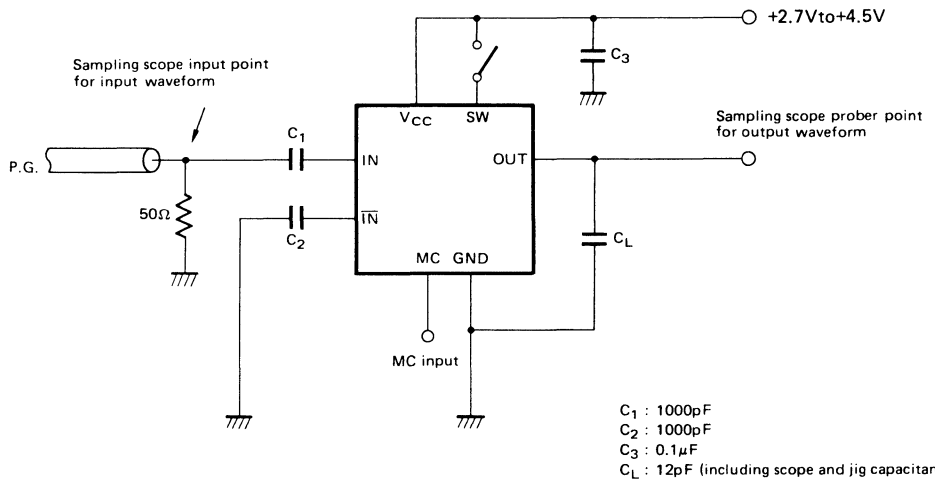 +2.7Vto+4.5V
Sampling scope input point
for input waveform
C3
VCC
SW
Sampling scope prober point
for output waveform
C1
P.G.
IN
OUT
50Ω
I̅N̅
C2
CL
MC
GND
MC input
C1 : 1000pF
C2 : 1000pF
C3 : 0.1μF
CL : 12pF (including scope and jig